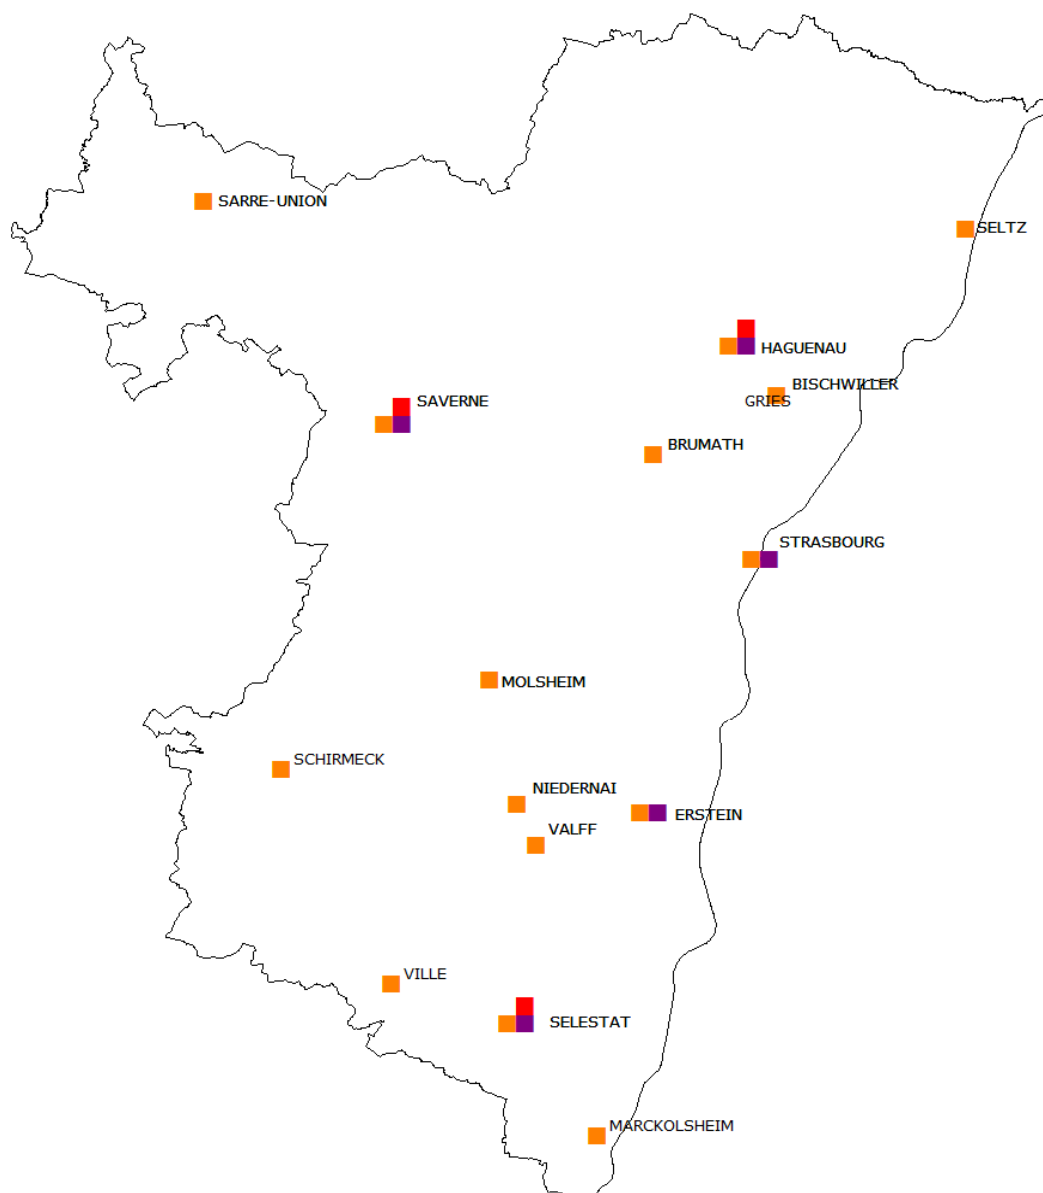 SARRE-UNION
SELTZ
HAGUENAU
BISCHWILLER
GRIES
SAVERNE
BRUMATH
STRASBOURG
MOLSHEIM
SCHIRMECK
NIEDERNAI
ERSTEIN
VALFF
VILLE
SELESTAT
MARCKOLSHEIM